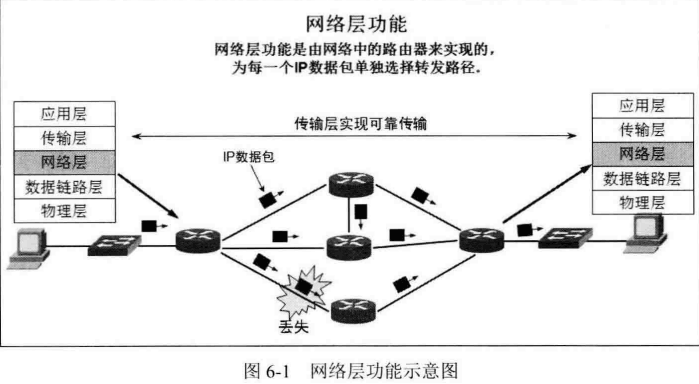 网络层功能
网络层功能是由网络中的路由器来实现的，
为每一个IP数据包单独选择转发路径。
应用层
传输层
网络层
数据链路层
物理层
传输层实现可靠传输
IP数据包
丢失
应用层
传输层
网络层
数据链路层
物理层
图 6-1 网络层功能示意图